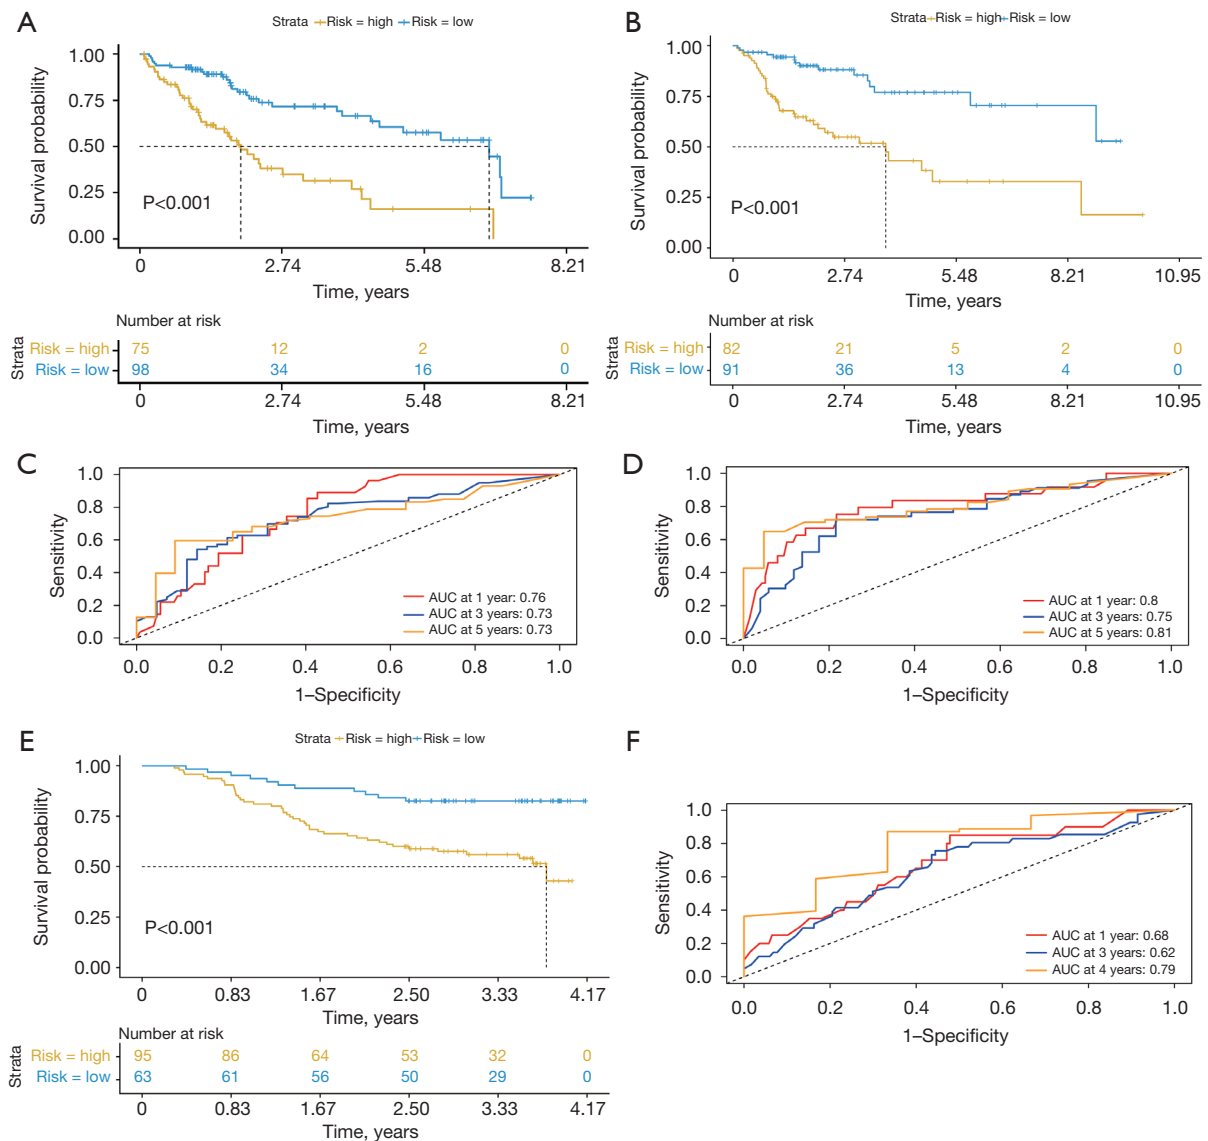 A
Strata Risk = high Risk = low
Survival probability
1.00
0.75
0.50
0.25
0.00
P<0.001
0 2.74 5.48 8.21
Time, years
Number at risk
Strata
Risk = high 75 12 2 0
Risk = low 98 34 16 0
0 2.74 5.48 8.21
Time, years
B
Strata Risk = high Risk = low
Survival probability
1.00
0.75
0.50
0.25
0.00
P<0.001
0 2.74 5.48 8.21 10.95
Time, years
Number at risk
Strata
Risk = high 82 21 5 2 0
Risk = low 91 36 13 4 0
0 2.74 5.48 8.21 10.95
Time, years
C
Sensitivity
1.0
0.8
0.6
0.4
0.2
0.0
AUC at 1 year: 0.76
AUC at 3 years: 0.73
AUC at 5 years: 0.73
0.0 0.2 0.4 0.6 0.8 1.0
1–Specificity
D
Sensitivity
1.0
0.8
0.6
0.4
0.2
0.0
AUC at 1 year: 0.8
AUC at 3 years: 0.75
AUC at 5 years: 0.81
0.0 0.2 0.4 0.6 0.8 1.0
1–Specificity
E
Strata Risk = high Risk = low
Survival probability
1.00
0.75
0.50
0.25
0.00
P<0.001
0 0.83 1.67 2.50 3.33 4.17
Time, years
Number at risk
Strata
Risk = high 95 86 64 53 32 0
Risk = low 63 61 56 50 29 0
0 0.83 1.67 2.50 3.33 4.17
Time, years
F
Sensitivity
1.0
0.8
0.6
0.4
0.2
0.0
AUC at 1 year: 0.68
AUC at 3 years: 0.62
AUC at 4 years: 0.79
0.0 0.2 0.4 0.6 0.8 1.0
1–Specificity